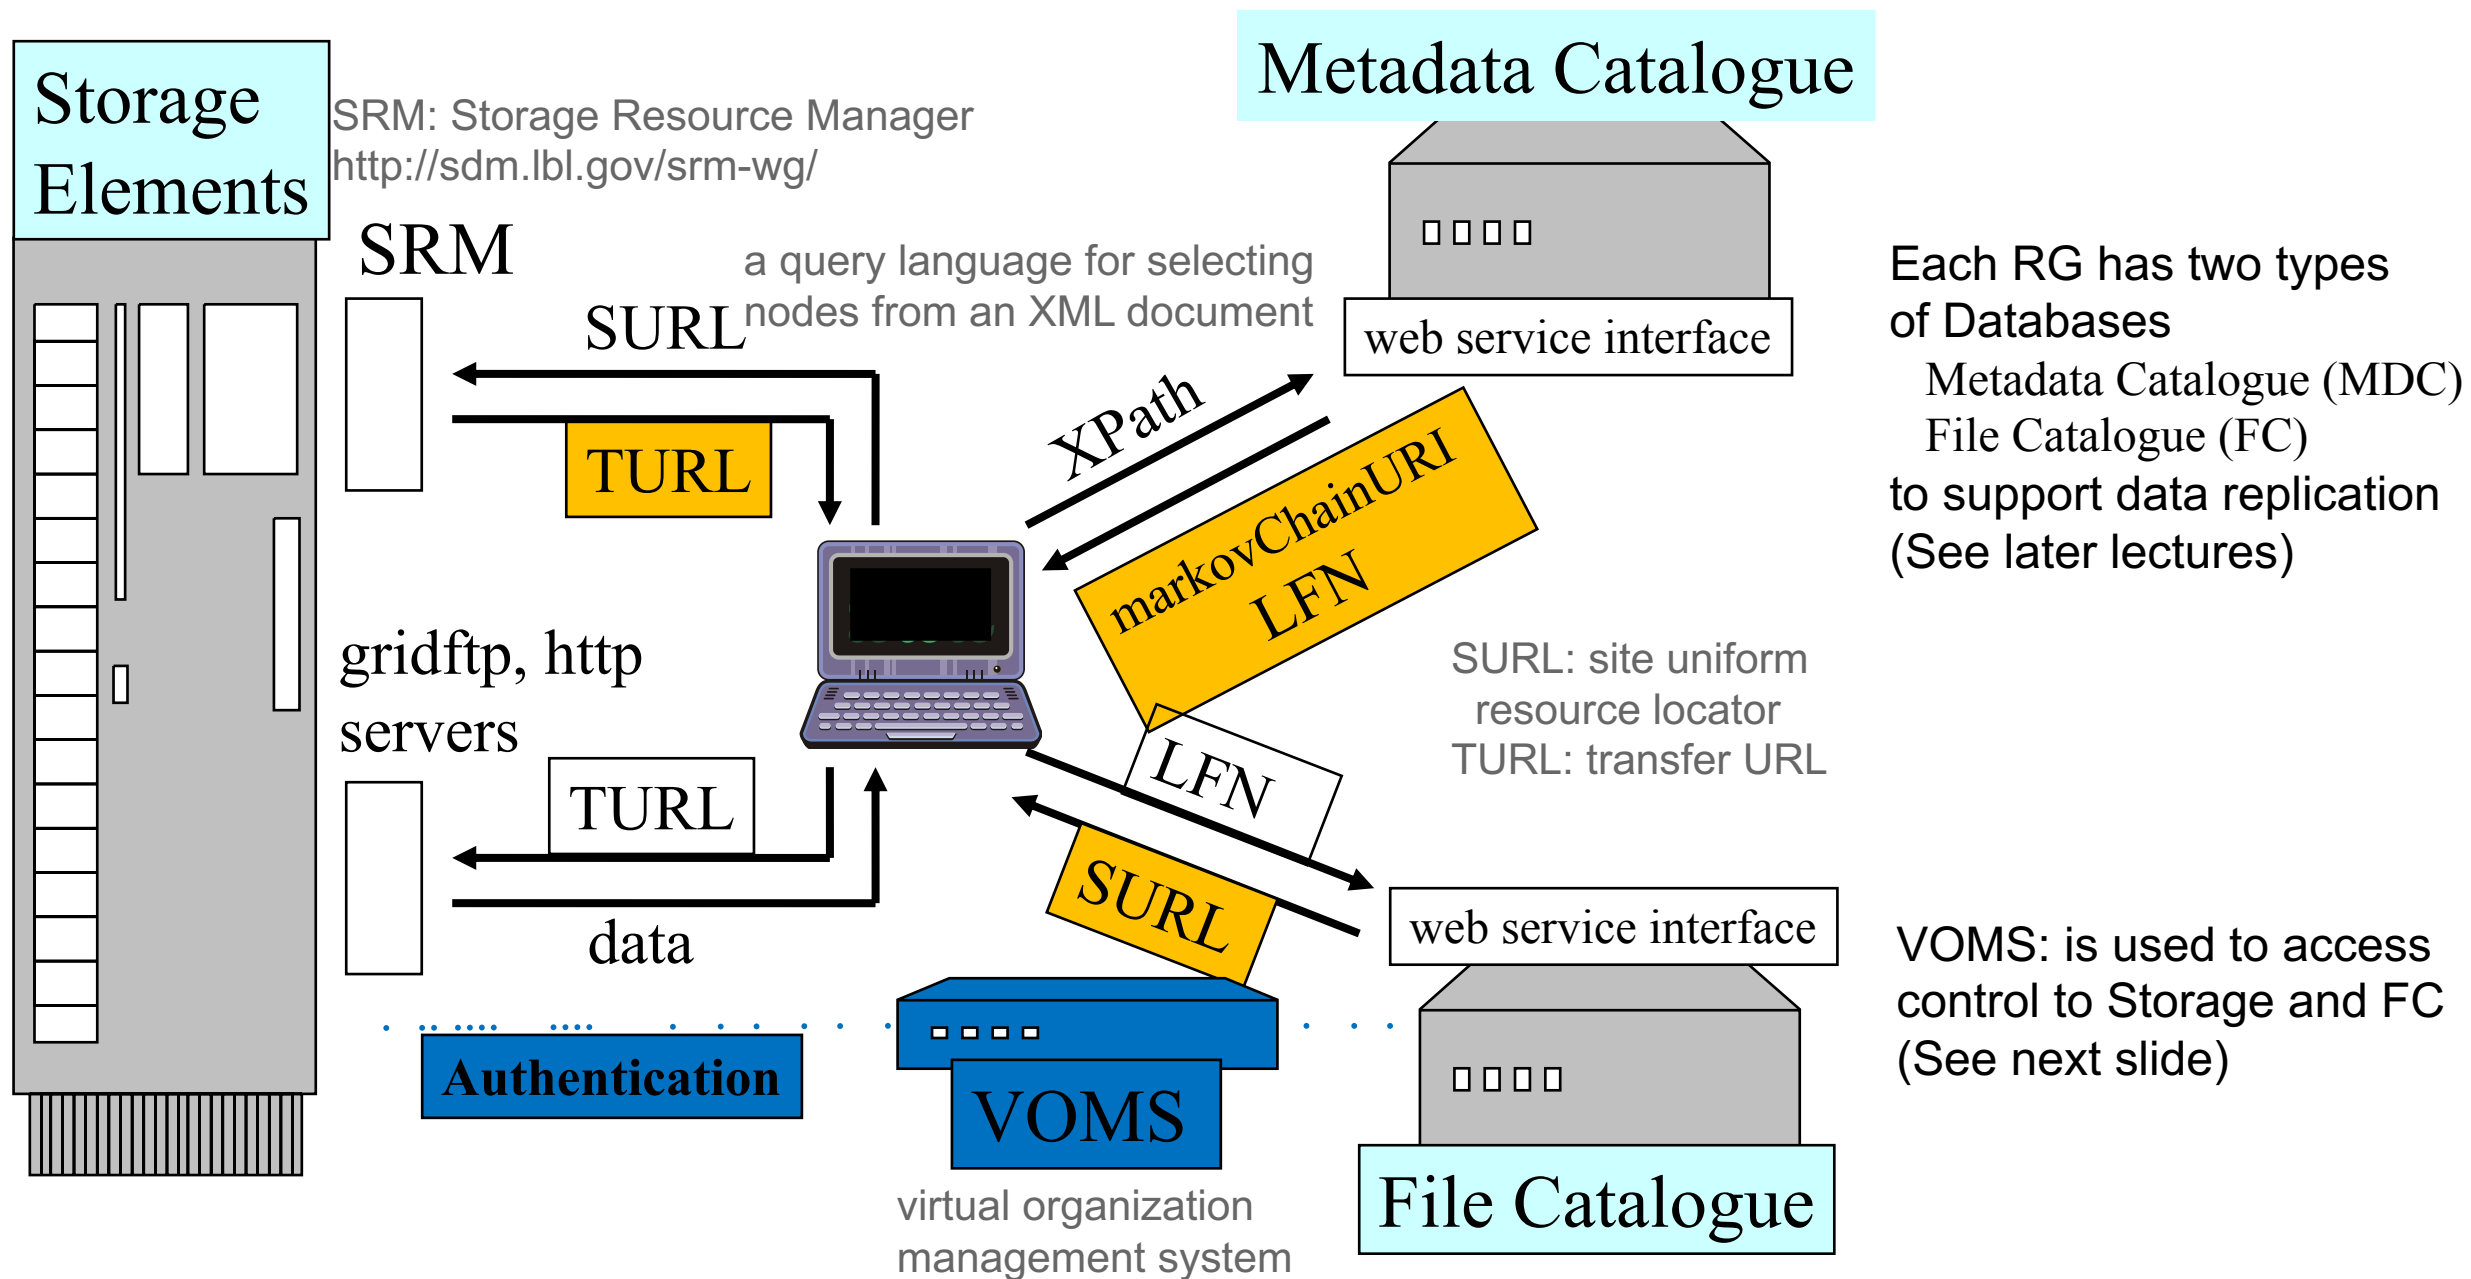 Storage
Elements
SRM: Storage Resource Manager
http://sdm.lbl.gov/srm-wg/
Metadata Catalogue
SRM
a query language for selecting
nodes from an XML document
SURL
web service interface
Each RG has two types
of Databases
Metadata Catalogue (MDC)
File Catalogue (FC)
to support data replication
(See later lectures)
TURL
XPath
markovChainURI
LFN
gridftp, http
servers
SURL: site uniform
resource locator
TURL: transfer URL
TURL
LFN
SURL
data
web service interface
VOMS: is used to access
control to Storage and FC
(See next slide)
Authentication
VOMS
File Catalogue
virtual organization
management system